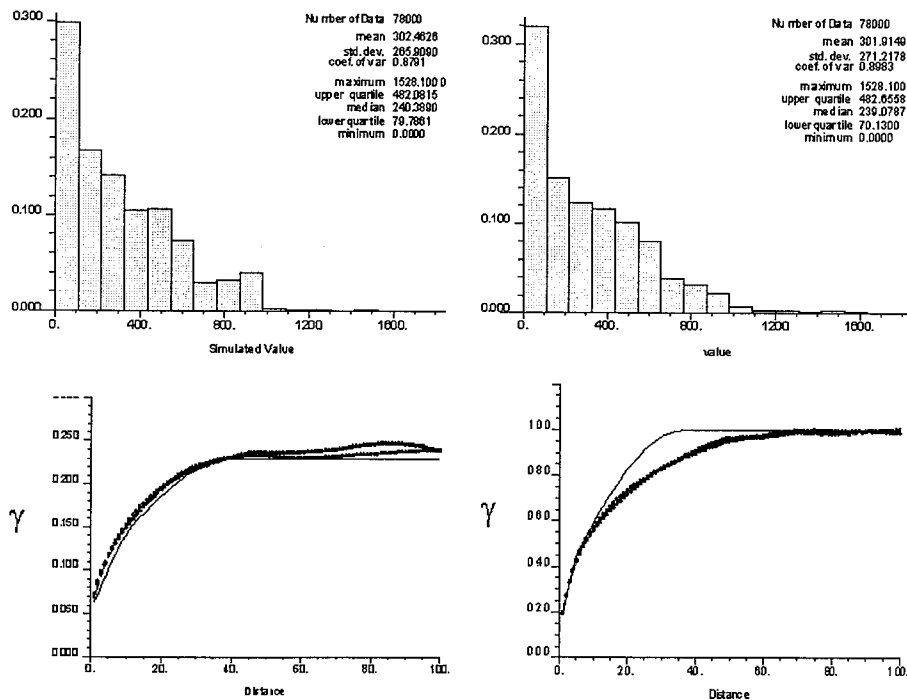 0.300
0.200
0.100
0.000
0. 400. 800. 1200 1600.
Simulated Value
Number of Data 78000
mean 302.4626
std. dev. 265.9090
coef. of var 0.8791
maximum 1528.1000
upper quartile 482.0815
median 240.3890
lower quartile 79.7861
minimum 0.0000
0.300
0.200
0.100
0.000
0. 400. 800. 1200 1600.
value
Number of Data 78000
mean 301.9149
std. dev. 271.2178
coef. of var 0.8983
maximum 1528.100
upper quartile 482.6558
median 239.0787
lower quartile 70.1300
minimum 0.0000
γ
0.250
0.200
0.150
0.100
0.050
0.000
0. 20. 40. 60. 80. 100.
Distance
γ
1.00
0.80
0.60
0.40
0.20
0.00
0. 20. 40. 60. 80. 100.
Distance